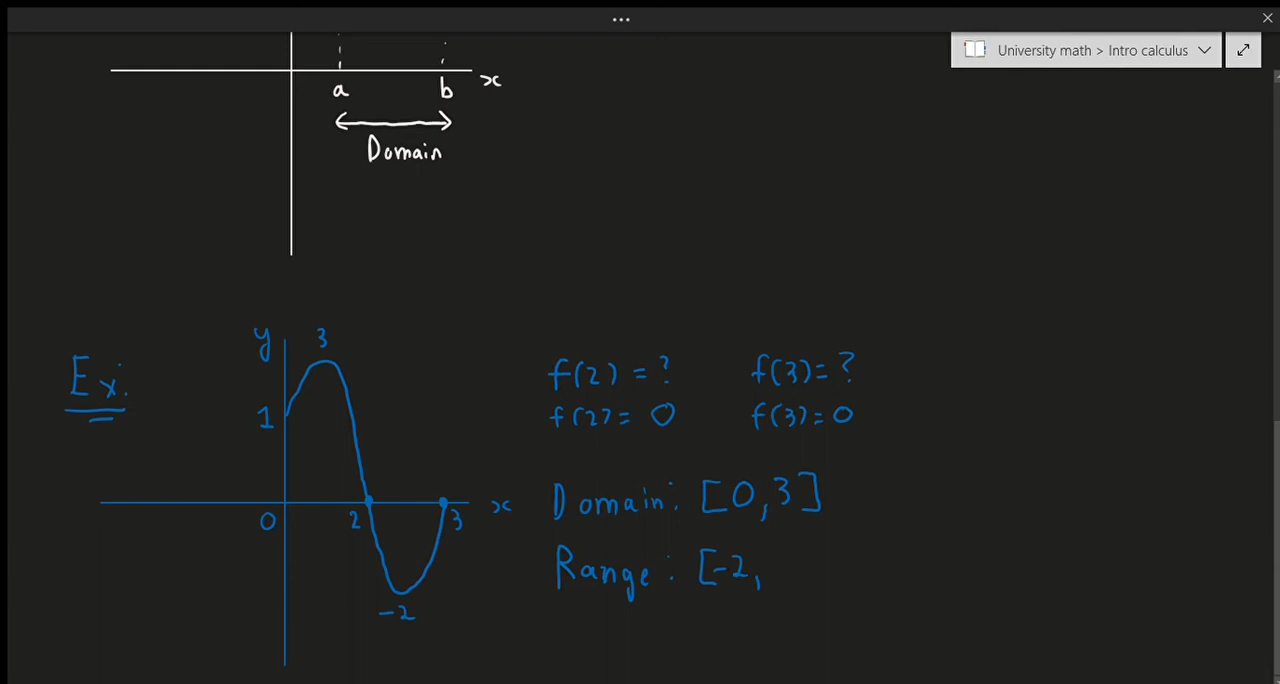 ...
University math > Intro calculus
a b x
Domain
Ex:
y 3
1
0 2 3 x
-2
f(2) = ? f(3) = ?
f(2) = 0 f(3) = 0
Domain: [0,3]
Range: [-2,